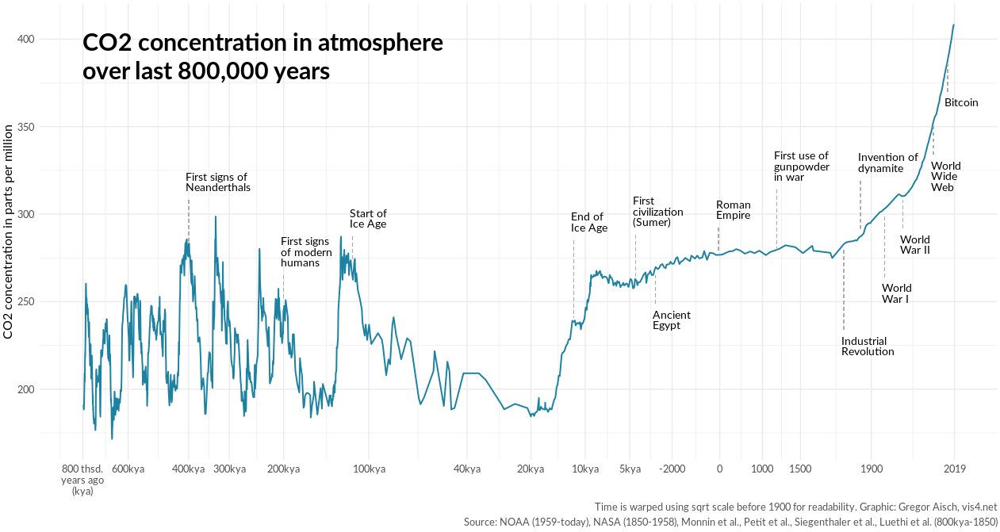 CO2 concentration in atmosphere
over last 800,000 years
CO2 concentration in parts per million
400
350
300
250
200
First signs of
Neanderthals
First signs
of modern
humans
Start of
Ice Age
End of
Ice Age
First
civilization
(Sumer)
Ancient
Egypt
Roman
Empire
First use of
gunpowder
in war
Industrial
Revolution
Invention of
dynamite
World
War I
World
War II
World
Wide
Web
Bitcoin
800 thsd.
years ago
(kya)
600kya
400kya
300kya
200kya
100kya
40kya
20kya
10kya
5kya
-2000
0
1000
1500
1900
2019
Time is warped using sqrt scale before 1900 for readability. Graphic: Gregor Aisch, vis4.net
Source: NOAA (1959-today), NASA (1850-1958), Monnin et al., Petit et al., Siegenthaler et al., Luethi et al. (800kya-1850)